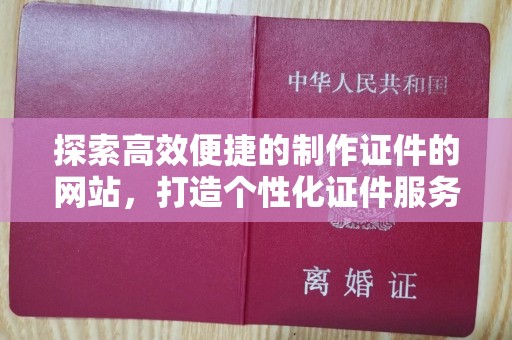 中华人民共和国
探索高效便捷的制作证件的
网站，打造个性化证件服务
离婚证